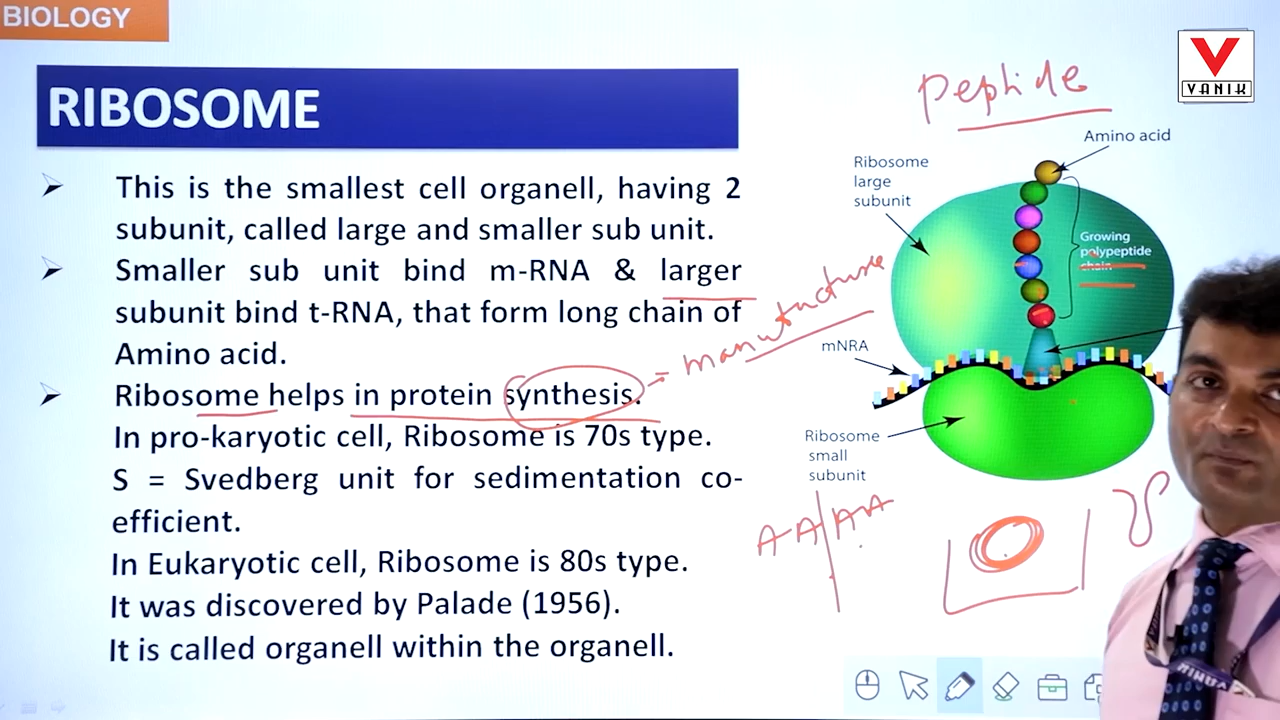 BIOLOGY
VANIK
RIBOSOME
This is the smallest cell organell, having 2
subunit, called large and smaller sub unit.
Smaller sub unit bind m-RNA & larger
subunit bind t-RNA, that form long chain of
Amino acid.
Ribosome helps in protein synthesis.
In pro-karyotic cell, Ribosome is 70s type.
S = Svedberg unit for sedimentation co-
efficient.
In Eukaryotic cell, Ribosome is 80s type.
It was discovered by Palade (1956).
It is called organell within the organell.
Peptide
Amino acid
Ribosome
large
subunit
Growing
polypeptide
chain
manufacture
mNRA
Ribosome
small
subunit
AA AA